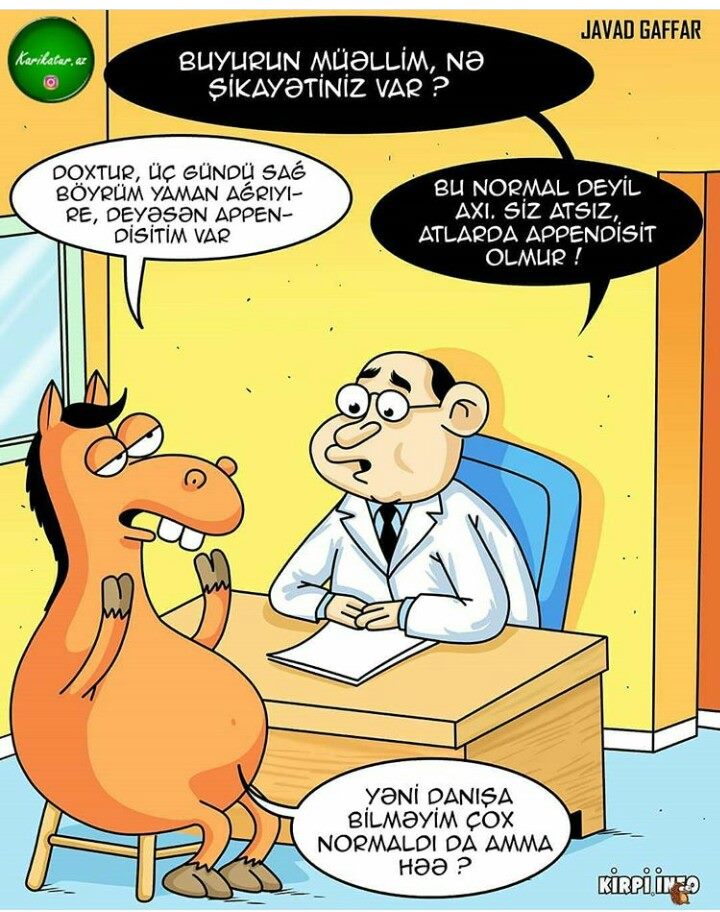 Karikatur.az
JAVAD GAFFAR
BUYURUN MÜƏLLİM, NƏ
ŞİKAYƏTİNİZ VAR ?
DOXTUR, ÜÇ GÜNDÜ SAĞ
BÖYRÜM YAMAN AĞRIYI-
RE, DEYƏSƏN APPEN-
DİSİTİM VAR
BU NORMAL DEYİL
AXI. SİZ ATSIZ,
ATLARDA APPENDİSİT
OLMUR !
YƏNİ DANIŞA
BİLMƏYİM ÇOX
NORMALDI DA AMMA
HƏƏ ?
KİRPİ İNFO